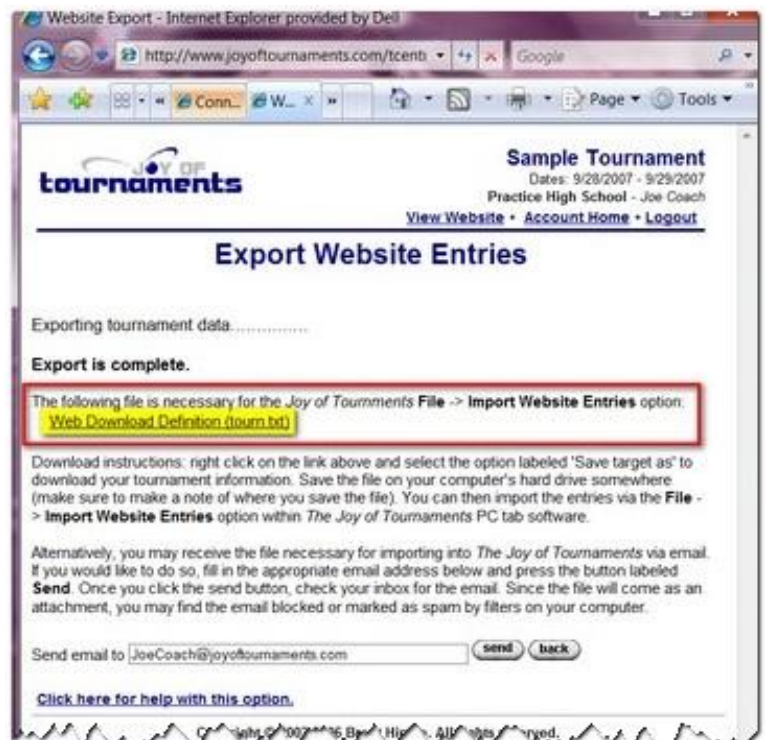 Website Export - Internet Explorer provided by Dell
http://www.joyoftournaments.com/tcent
Google
Conn...
W...
Page
Tools
JOY OF
tournaments
Sample Tournament
Dates: 9/28/2007 - 9/29/2007
Practice High School - Joe Coach
View Website • Account Home • Logout
Export Website Entries
Exporting tournament data...............
Export is complete.
The following file is necessary for the Joy of Tournments File -> Import Website Entries option:
Web Download Definition (tourn.txt)
Download instructions: right click on the link above and select the option labeled 'Save target as' to
download your tournament information. Save the file on your computer's hard drive somewhere
(make sure to make a note of where you save the file). You can then import the entries via the File -
> Import Website Entries option within The Joy of Tournaments PC tab software.
Alternatively, you may receive the file necessary for importing into The Joy of Tournaments via email.
If you would like to do so, fill in the appropriate email address below and press the button labeled
Send. Once you click the send button, check your inbox for the email. Since the file will come as an
attachment, you may find the email blocked or marked as spam by filters on your computer.
Send email to JoeCoach@joyoftournaments.com send back
Click here for help with this option.